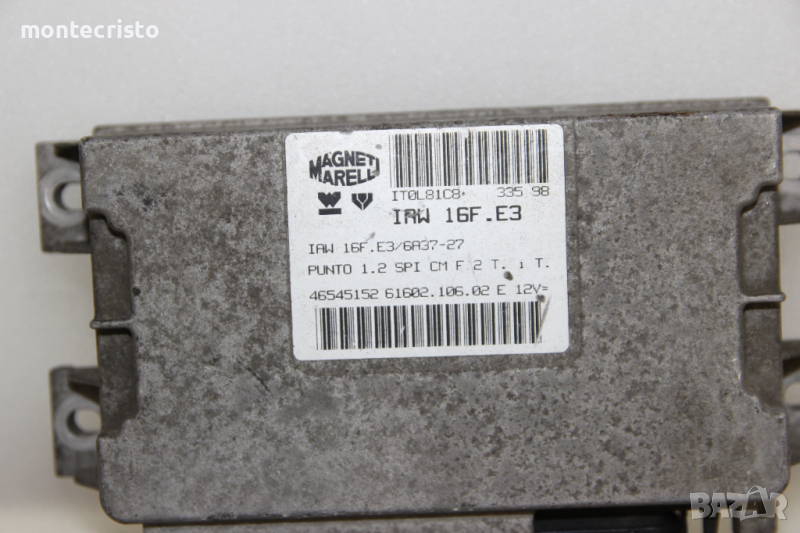 montecristo
MAGNETI
MARELLI
IT0L81C8 335 98
IAW 16F.E3
IAW 16F.E3/6A37-27
PUNTO 1.2 SPI CM F.2 T. T.
46545152 61602.106.02 E 12V=
BAZAR